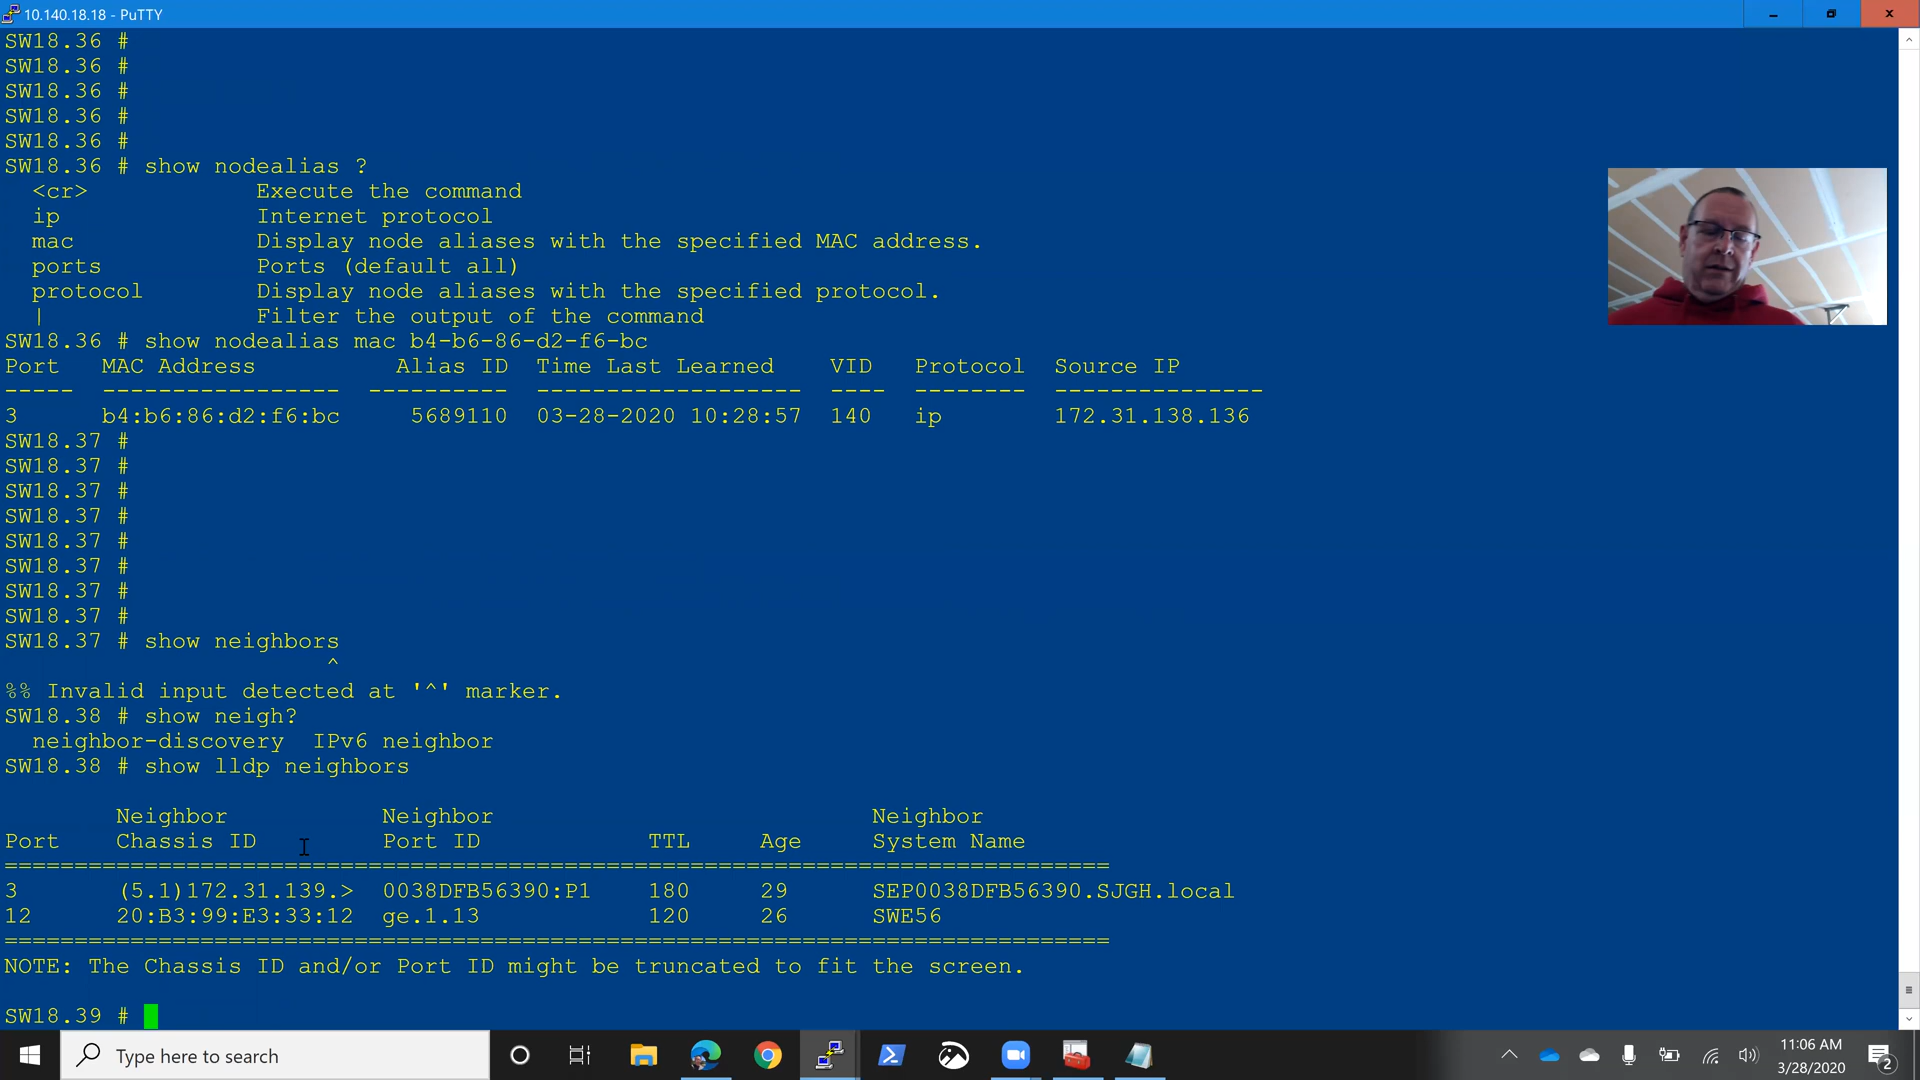 10.140.18.18 - PuTTY
SW18.36 #
SW18.36 #
SW18.36 #
SW18.36 #
SW18.36 #
SW18.36 # show nodealias ?
<cr> Execute the command
ip Internet protocol
mac Display node aliases with the specified MAC address.
ports Ports (default all)
protocol Display node aliases with the specified protocol.
| Filter the output of the command
SW18.36 # show nodealias mac b4-b6-86-d2-f6-bc
Port MAC Address Alias ID Time Last Learned VID Protocol Source IP
----- ----------------- ---------- ------------------- ---- -------- ---------------
3 b4:b6:86:d2:f6:bc 5689110 03-28-2020 10:28:57 140 ip 172.31.138.136
SW18.37 #
SW18.37 #
SW18.37 #
SW18.37 #
SW18.37 #
SW18.37 #
SW18.37 #
SW18.37 #
SW18.37 # show neighbors
^
%% Invalid input detected at '^' marker.
SW18.38 # show neigh?
neighbor-discovery IPv6 neighbor
SW18.38 # show lldp neighbors
Neighbor Neighbor Neighbor
Port Chassis ID Port ID TTL Age System Name
===============================================================================
3 (5.1)172.31.139.> 0038DFB56390:P1 180 29 SEP0038DFB56390.SJGH.local
12 20:B3:99:E3:33:12 ge.1.13 120 26 SWE56
===============================================================================
NOTE: The Chassis ID and/or Port ID might be truncated to fit the screen.
SW18.39 #
Type here to search
11:06 AM
3/28/2020
2